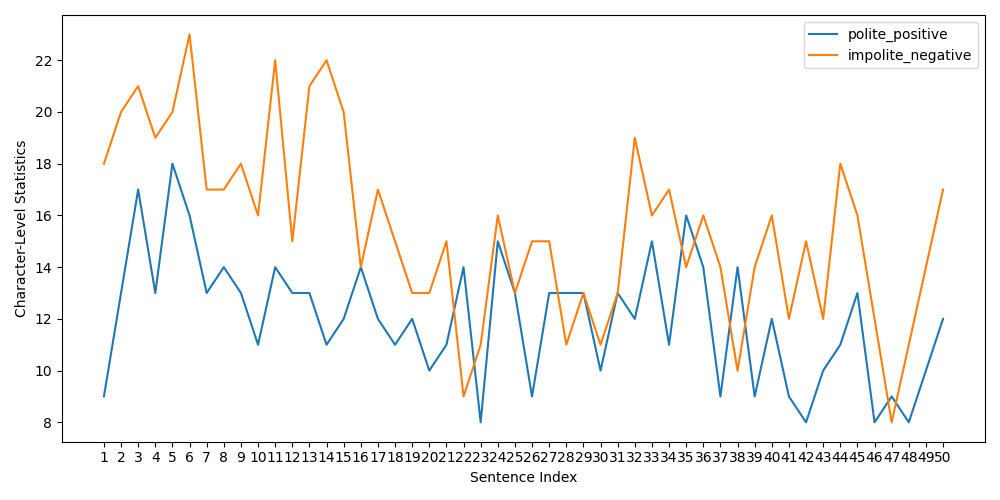 polite_positive
impolite_negative
Character-Level Statistics
22
20
18
16
14
12
10
8
1 2 3 4 5 6 7 8 9 10 11 12 13 14 15 16 17 18 19 20 21 22 23 24 25 26 27 28 29 30 31 32 33 34 35 36 37 38 39 40 41 42 43 44 45 46 47 48 49 50
Sentence Index